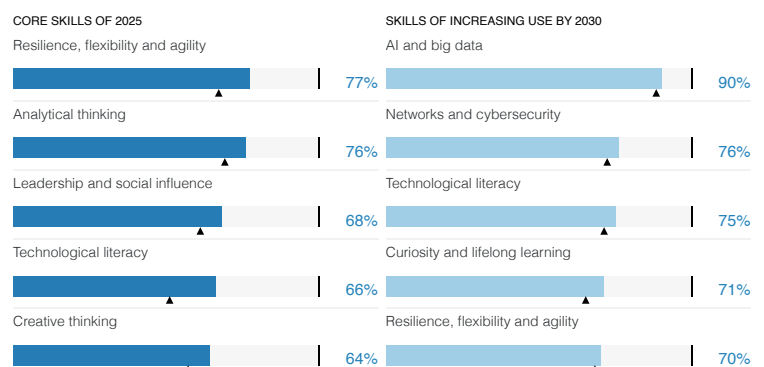 CORE SKILLS OF 2025
Resilience, flexibility and agility
77%
Analytical thinking
76%
Leadership and social influence
68%
Technological literacy
66%
Creative thinking
64%
SKILLS OF INCREASING USE BY 2030
AI and big data
90%
Networks and cybersecurity
76%
Technological literacy
75%
Curiosity and lifelong learning
71%
Resilience, flexibility and agility
70%